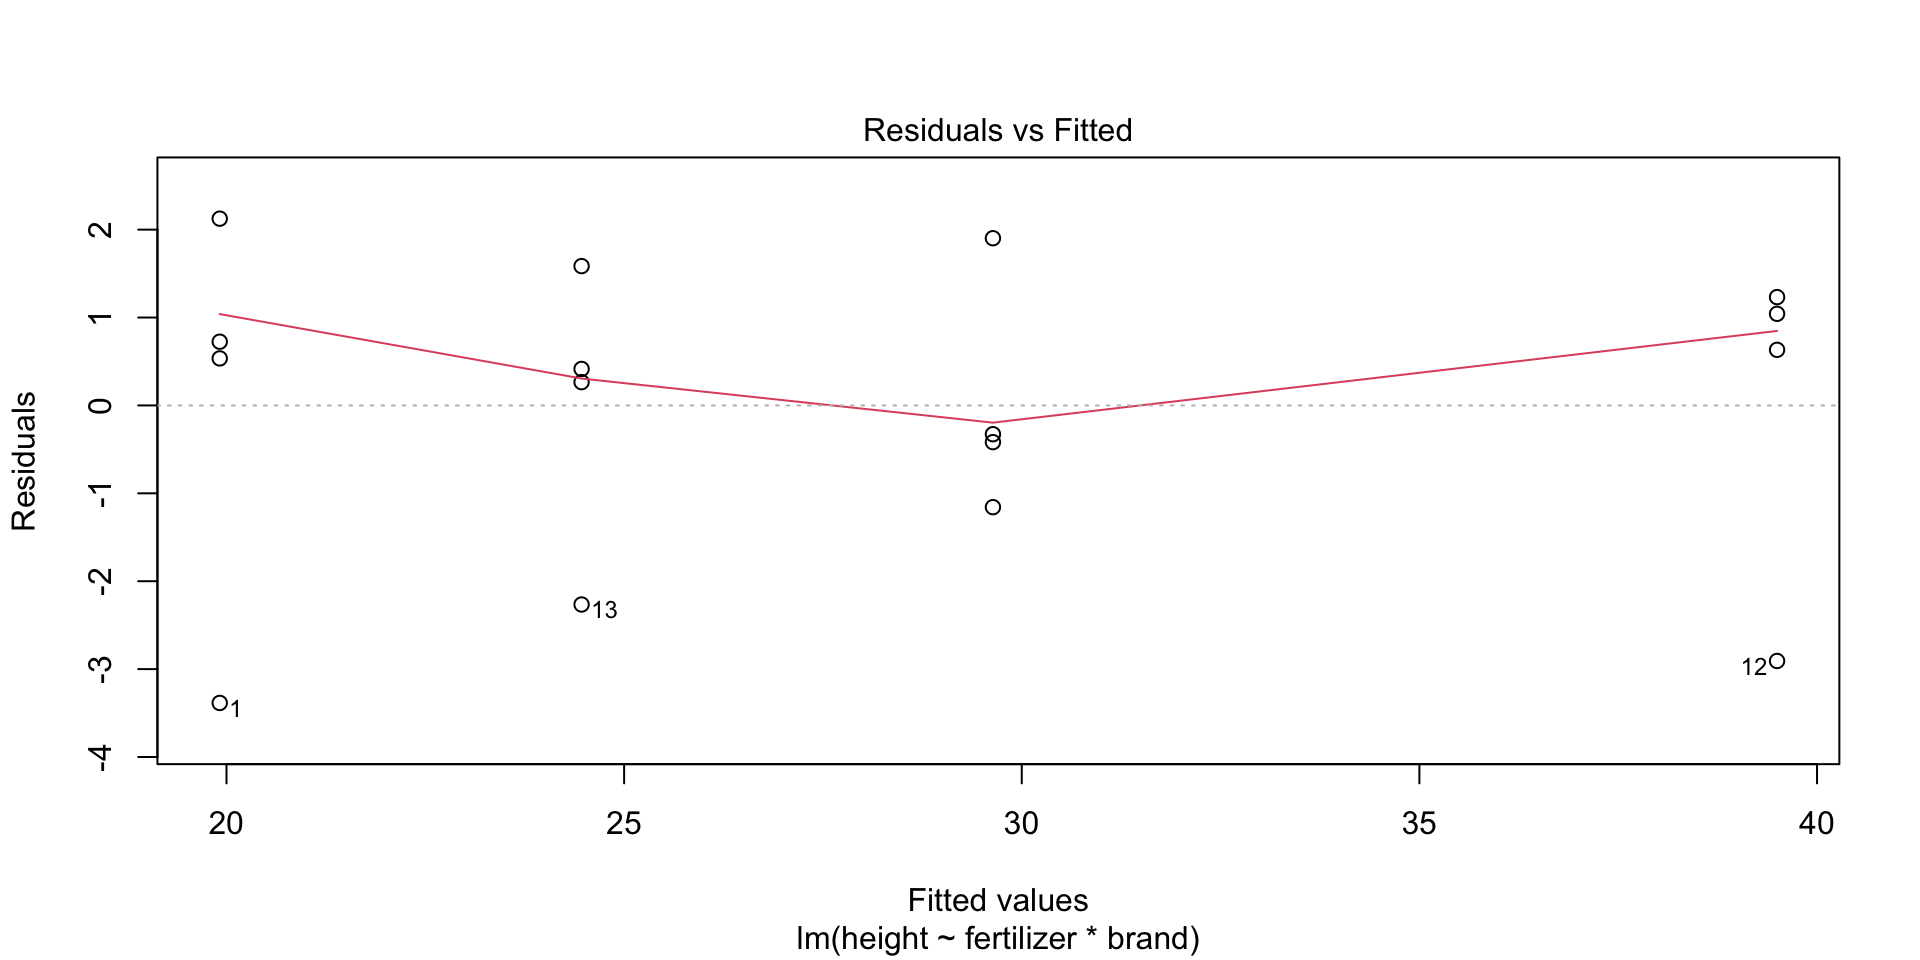 Residuals vs Fitted
Residuals
2
1
0
-1
-2
-3
-4
13
12
1
20 25 30 35 40
Fitted values
lm(height ~ fertilizer * brand)